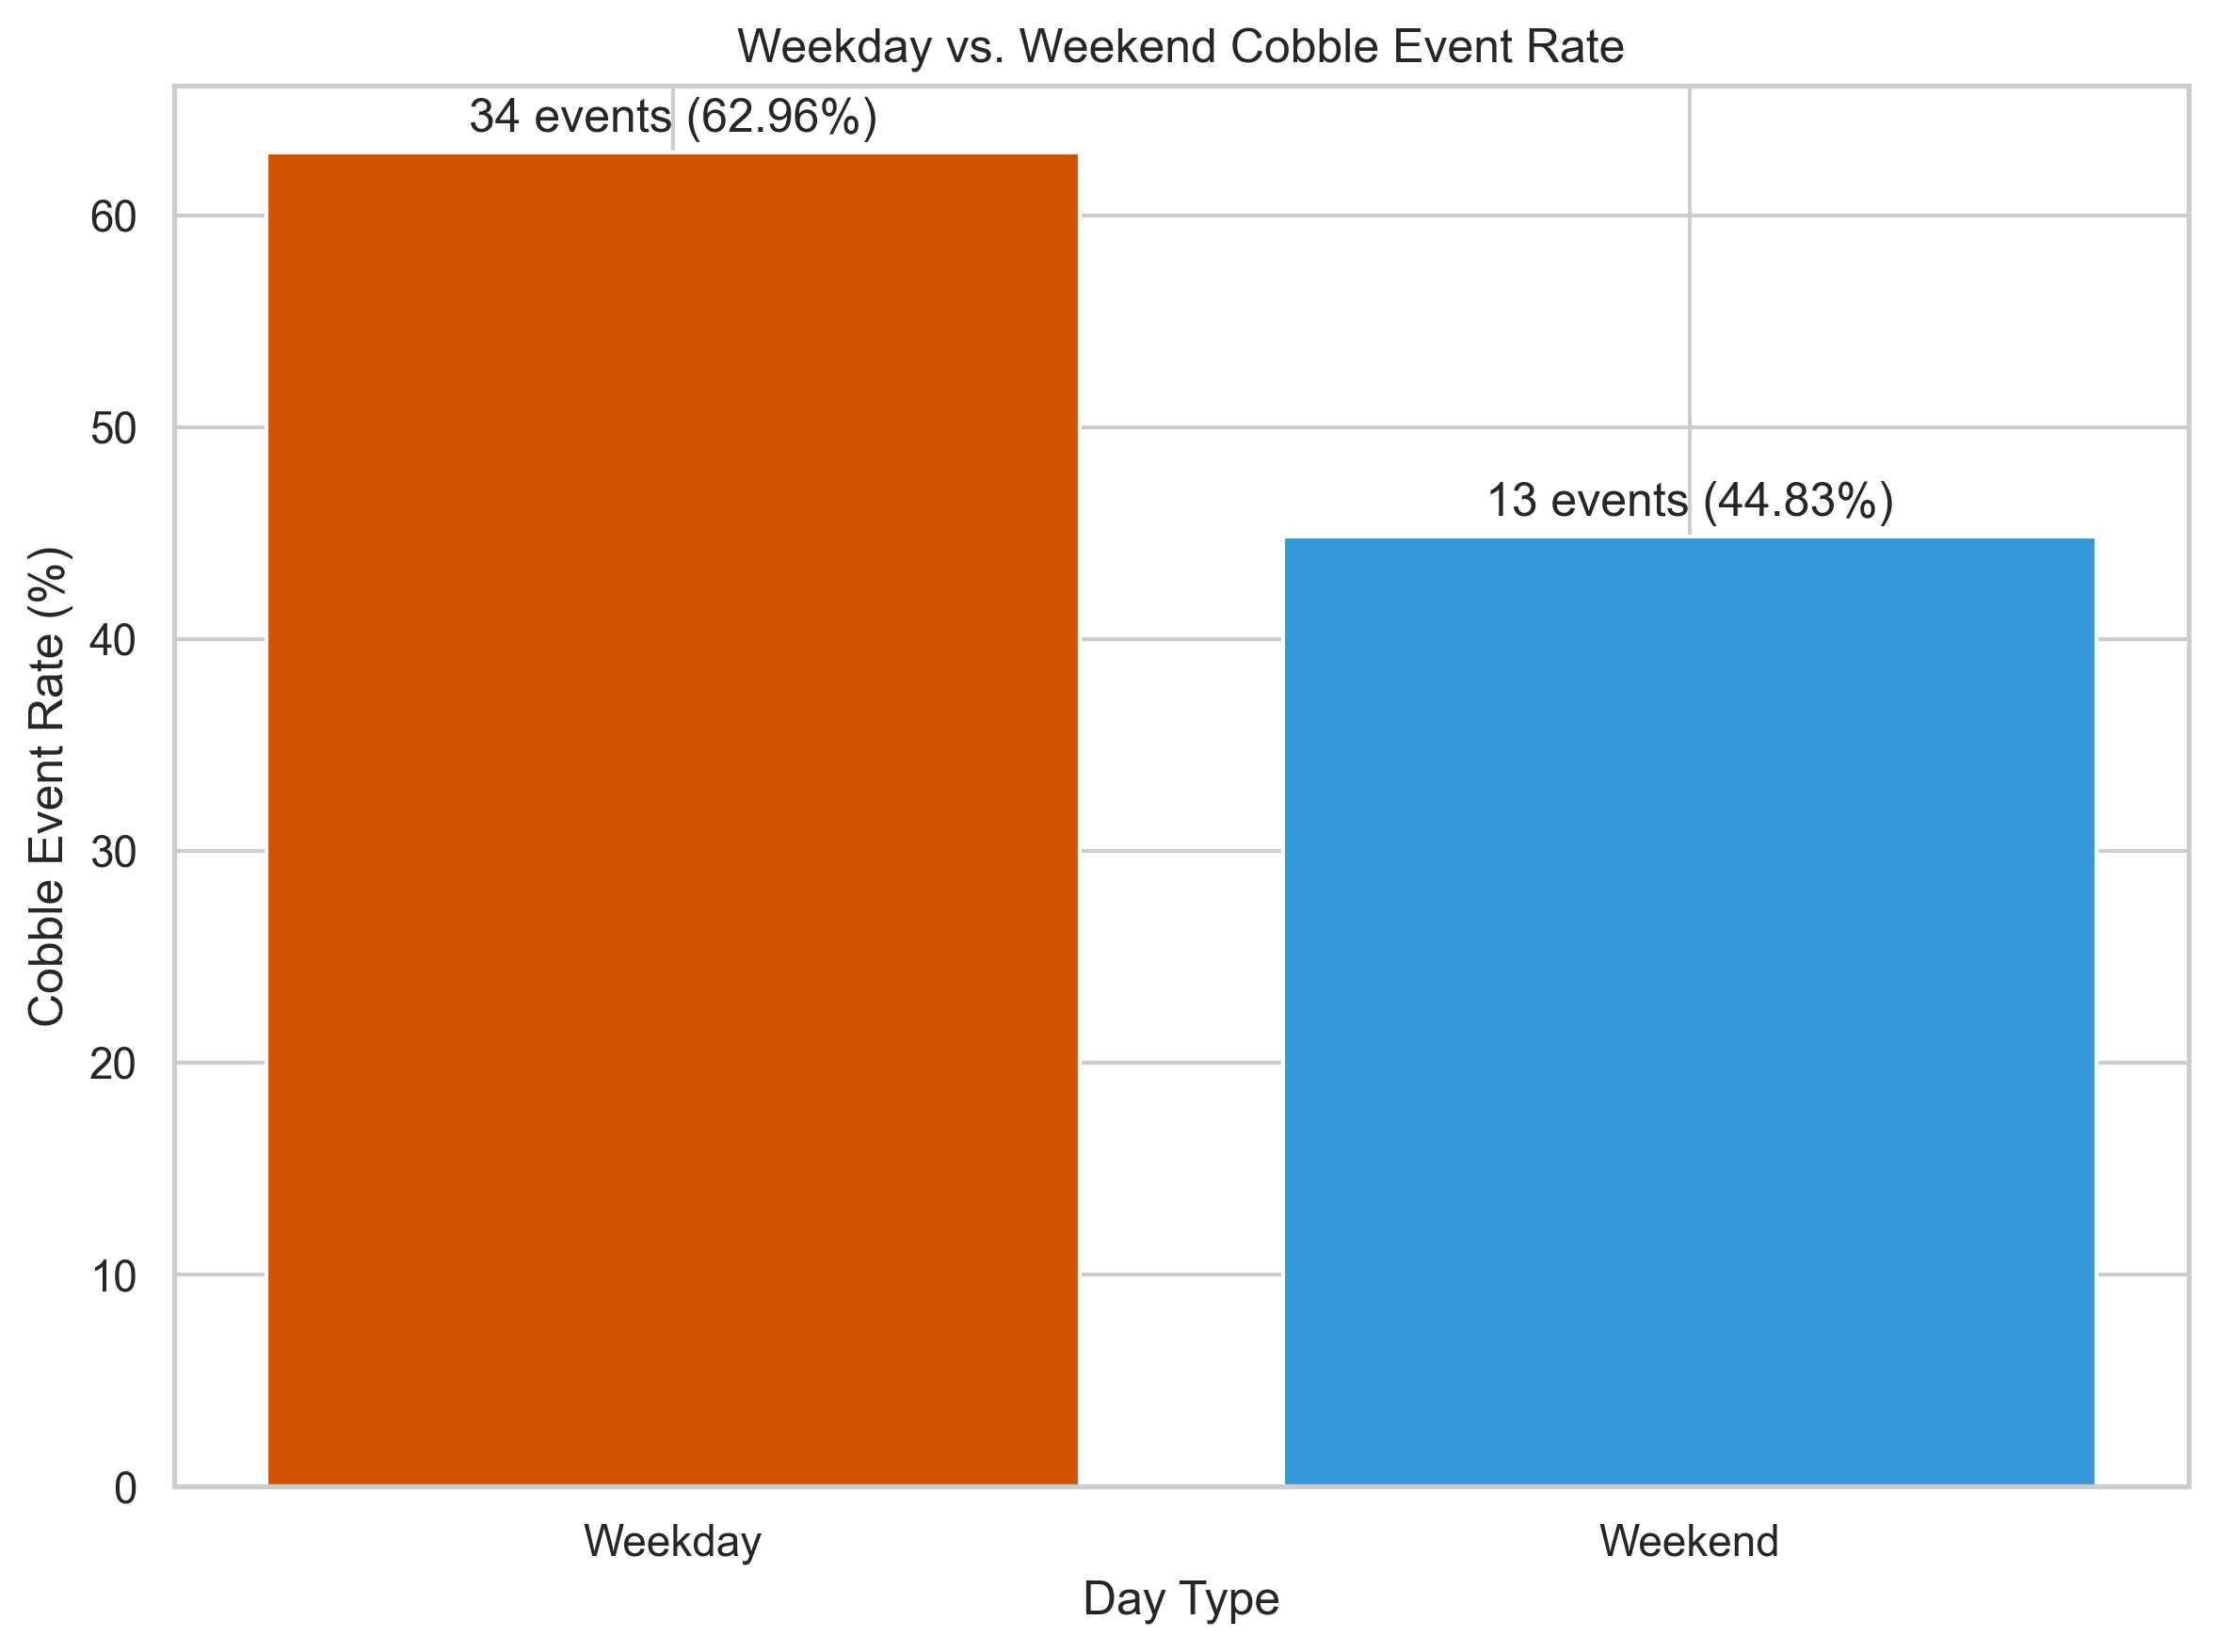 Weekday vs. Weekend Cobble Event Rate
34 events (62.96%)
13 events (44.83%)
Cobble Event Rate (%)
60
50
40
30
20
10
0
Weekday
Weekend
Day Type